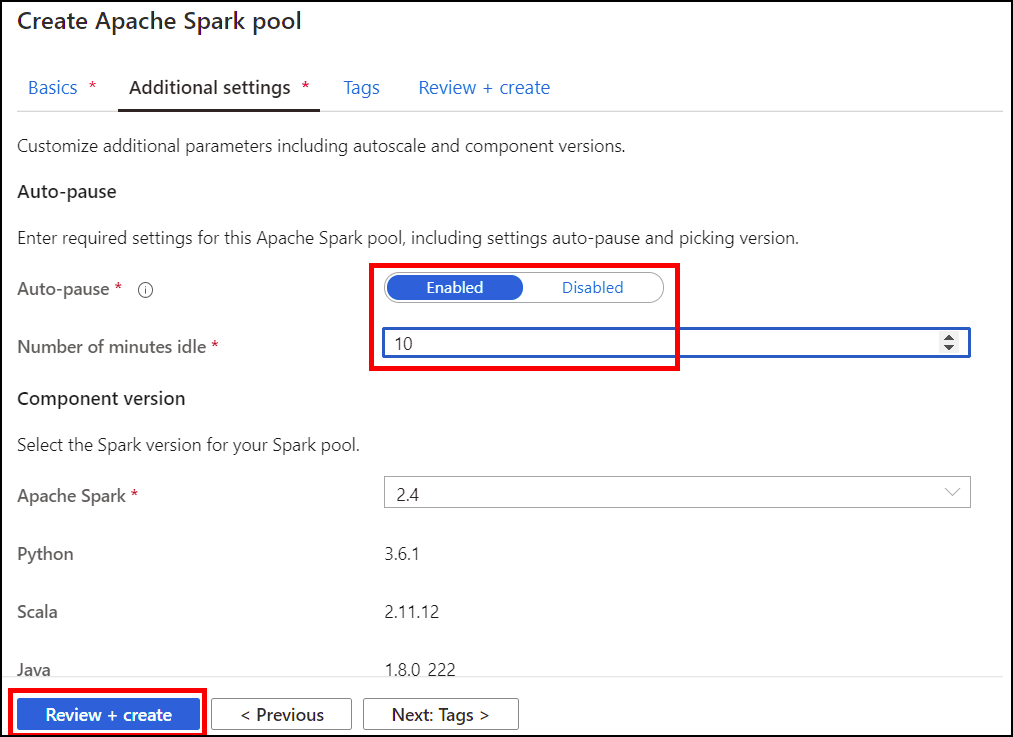 Create Apache Spark pool
Basics * Additional settings * Tags Review + create
Customize additional parameters including autoscale and component versions.
Auto-pause
Enter required settings for this Apache Spark pool, including settings auto-pause and picking version.
Auto-pause * Enabled Disabled
Number of minutes idle * 10
Component version
Select the Spark version for your Spark pool.
Apache Spark * 2.4
Python 3.6.1
Scala 2.11.12
Java 1.8.0_222
Review + create < Previous Next: Tags >